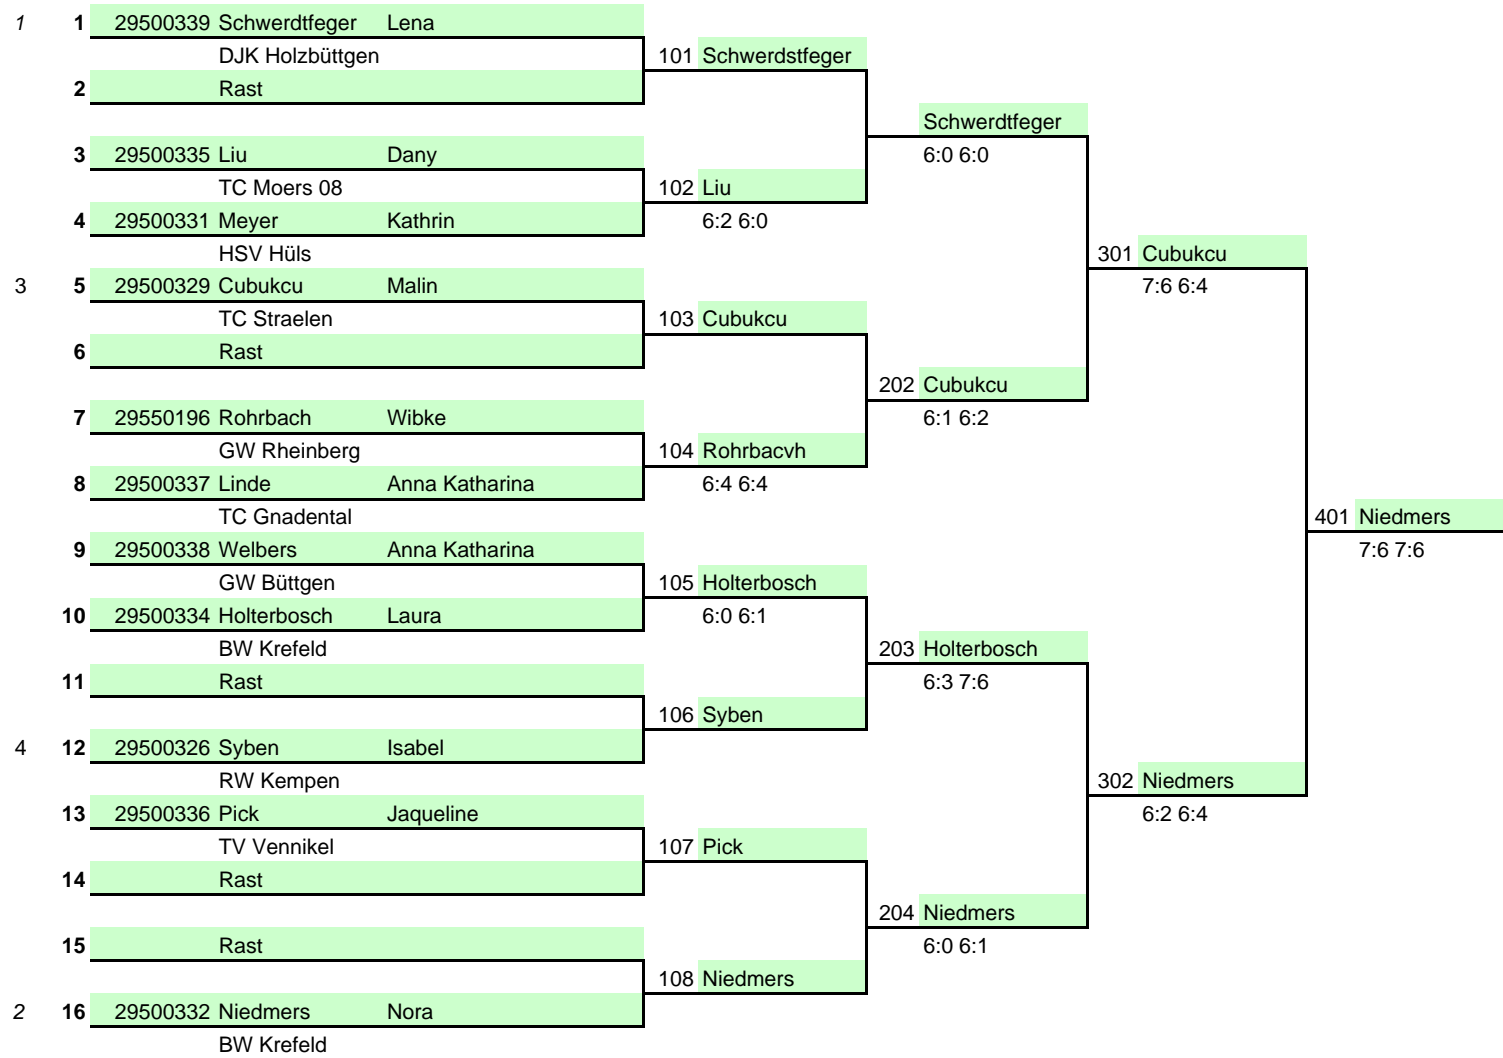 1 1 29500339 Schwerdtfeger Lena
DJK Holzbüttgen 101 Schwerdstfeger
2 Rast
Schwerdtfeger
3 29500335 Liu Dany 6:0 6:0
TC Moers 08 102 Liu
4 29500331 Meyer Kathrin 6:2 6:0
HSV Hüls 301 Cubukcu
3 5 29500329 Cubukcu Malin 7:6 6:4
TC Straelen 103 Cubukcu
6 Rast
202 Cubukcu
7 29550196 Rohrbach Wibke 6:1 6:2
GW Rheinberg 104 Rohrbacvh
8 29500337 Linde Anna Katharina 6:4 6:4
TC Gnadental 401 Niedmers
9 29500338 Welbers Anna Katharina 7:6 7:6
GW Büttgen 105 Holterbosch
10 29500334 Holterbosch Laura 6:0 6:1
BW Krefeld 203 Holterbosch
11 Rast 6:3 7:6
106 Syben
4 12 29500326 Syben Isabel
RW Kempen 302 Niedmers
13 29500336 Pick Jaqueline 6:2 6:4
TV Vennikel 107 Pick
14 Rast
204 Niedmers
15 Rast 6:0 6:1
108 Niedmers
2 16 29500332 Niedmers Nora
BW Krefeld